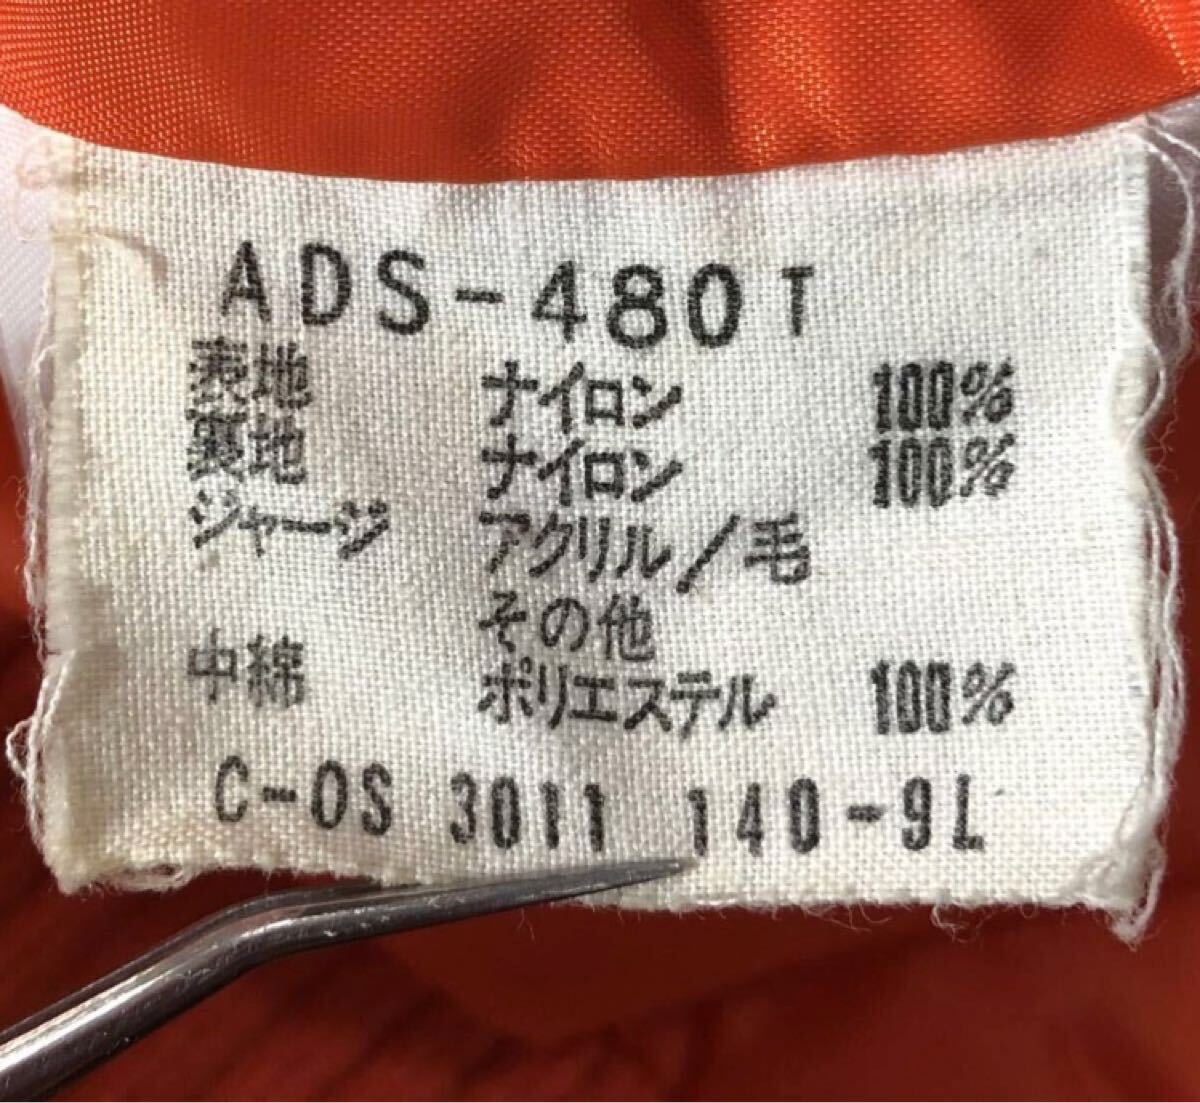 ADS-480T
表地 ナイロン 100%
裏地 ナイロン 100%
ジャージ アクリル/毛
その他
中綿 ポリエステル 100%
C-OS 3011 140-9L